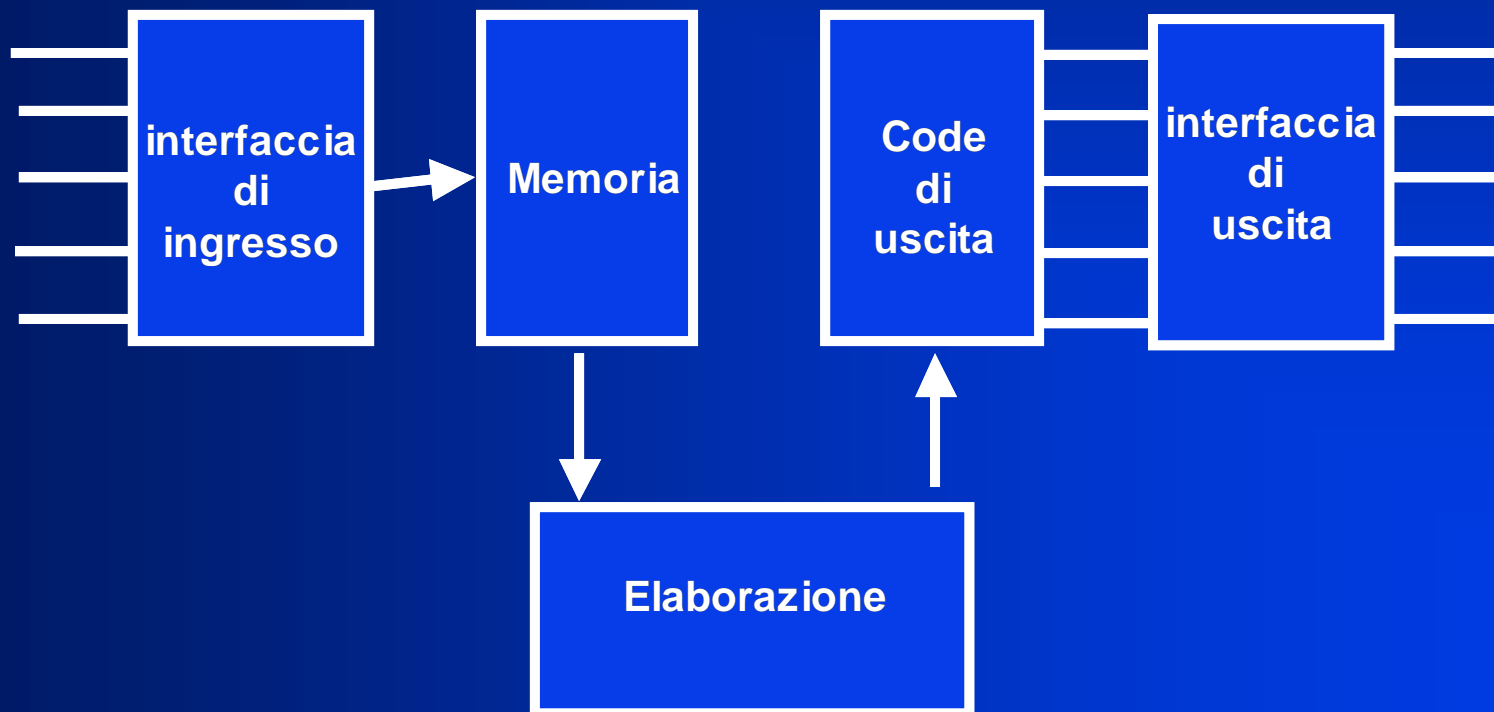 interfaccia
di
ingresso
Memoria
Code
di
uscita
interfaccia
di
uscita
Elaborazione